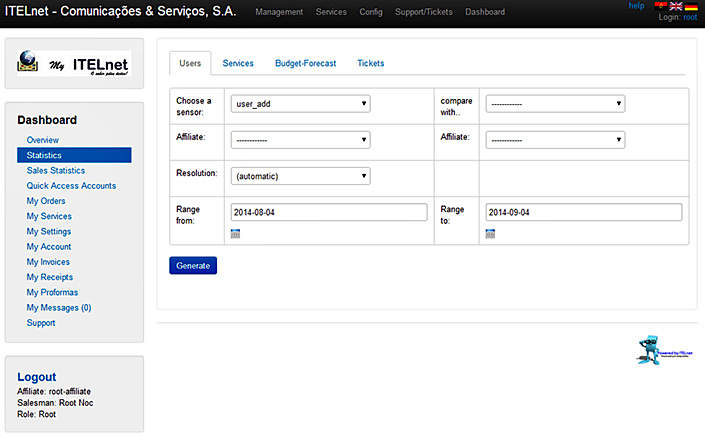 ITELnet - Comunicações & Serviços, S.A. Management Services Config Support/Tickets Dashboard help
Login: root
My ITELnet
O saber pelos dedos!
Dashboard
Overview
Statistics
Sales Statistics
Quick Access Accounts
My Orders
My Services
My Settings
My Account
My Invoices
My Receipts
My Proformas
My Messages (0)
Support
Logout
Affiliate: root-affiliate
Salesman: Root Noc
Role: Root
Users Services Budget-Forecast Tickets
Choose a sensor: user_add compare with.. ------------
Affiliate: ------------ Affiliate: ------------
Resolution: (automatic)
Range from: 2014-08-04 Range to: 2014-09-04
Generate
Powered by ITELnet